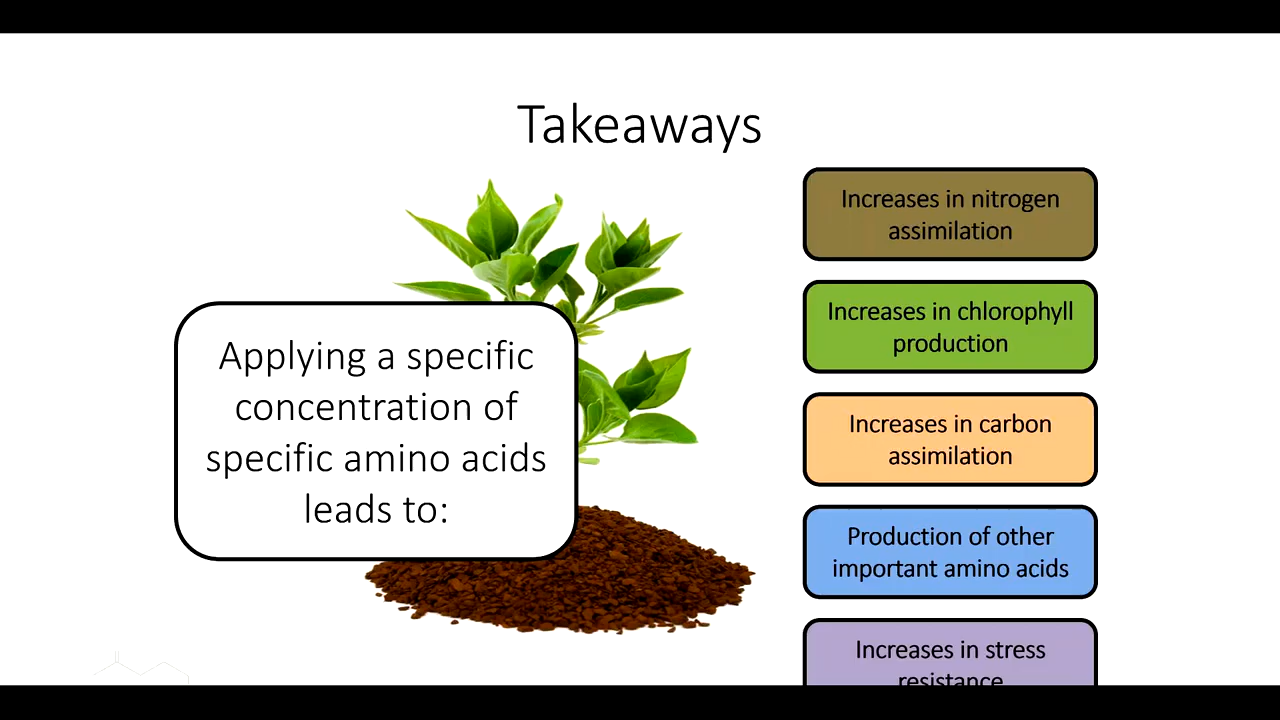 Takeaways
Applying a specific
concentration of
specific amino acids
leads to:
Increases in nitrogen
assimilation
Increases in chlorophyll
production
Increases in carbon
assimilation
Production of other
important amino acids
Increases in stress
resistance